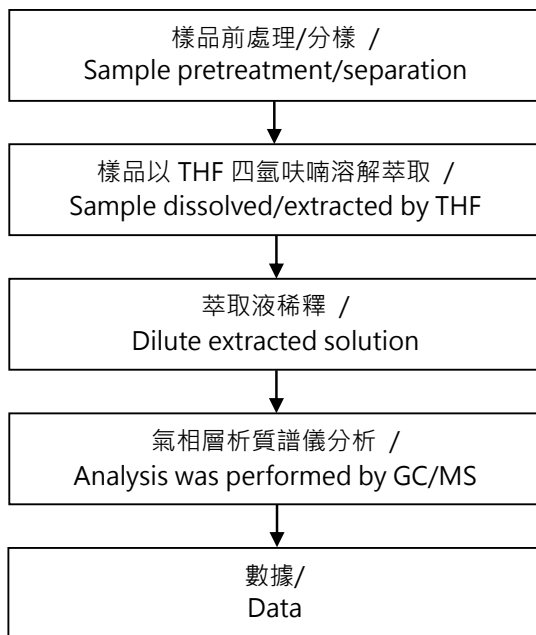 樣品前處理/分樣 /
Sample pretreatment/separation
樣品以 THF 四氫呋喃溶解萃取 /
Sample dissolved/extracted by THF
萃取液稀釋 /
Dilute extracted solution
氣相層析質譜儀分析 /
Analysis was performed by GC/MS
數據/
Data